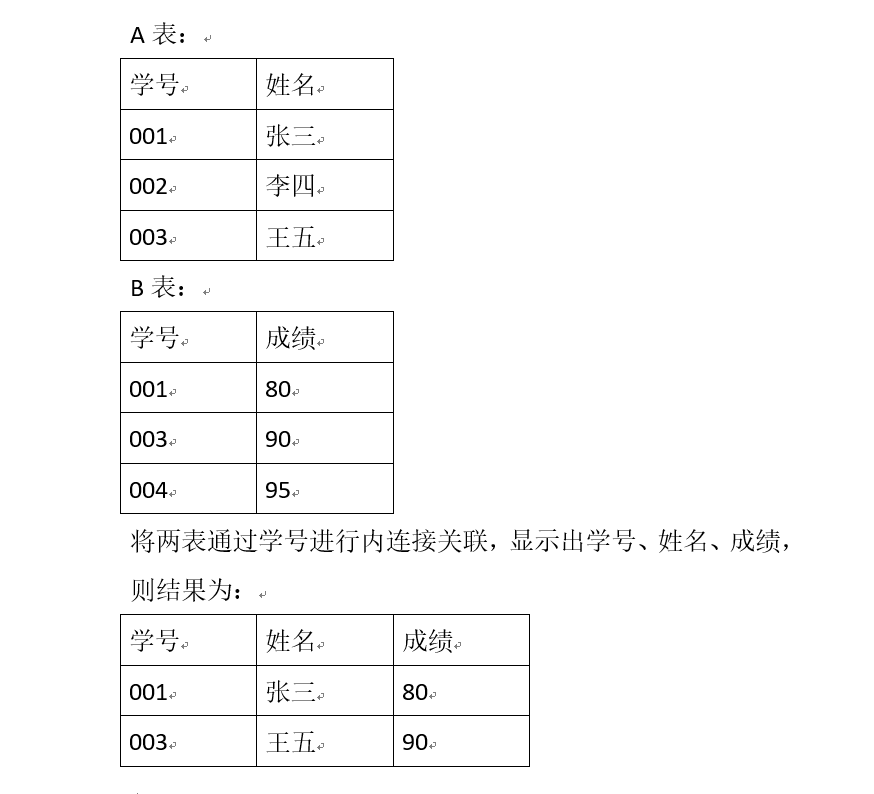 A 表：
学号 姓名
001 张三
002 李四
003 王五
B 表：
学号 成绩
001 80
003 90
004 95
将两表通过学号进行内连接关联，显示出学号、姓名、成绩，
则结果为：
学号 姓名 成绩
001 张三 80
003 王五 90